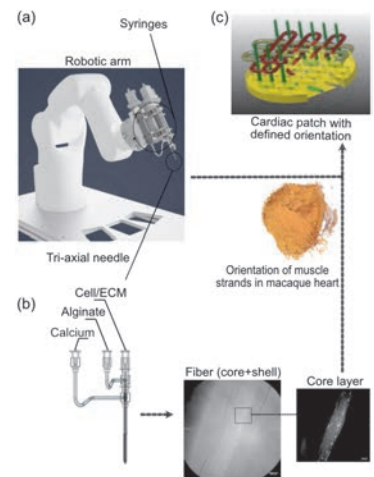 (a)
Syringes
Robotic arm
Tri-axial needle
(c)
Cardiac patch with
defined orientation
Orientation of muscle
strands in macaque heart
(b)
Cell/ECM
Alginate
Calcium
Fiber (core+shell)
Core layer